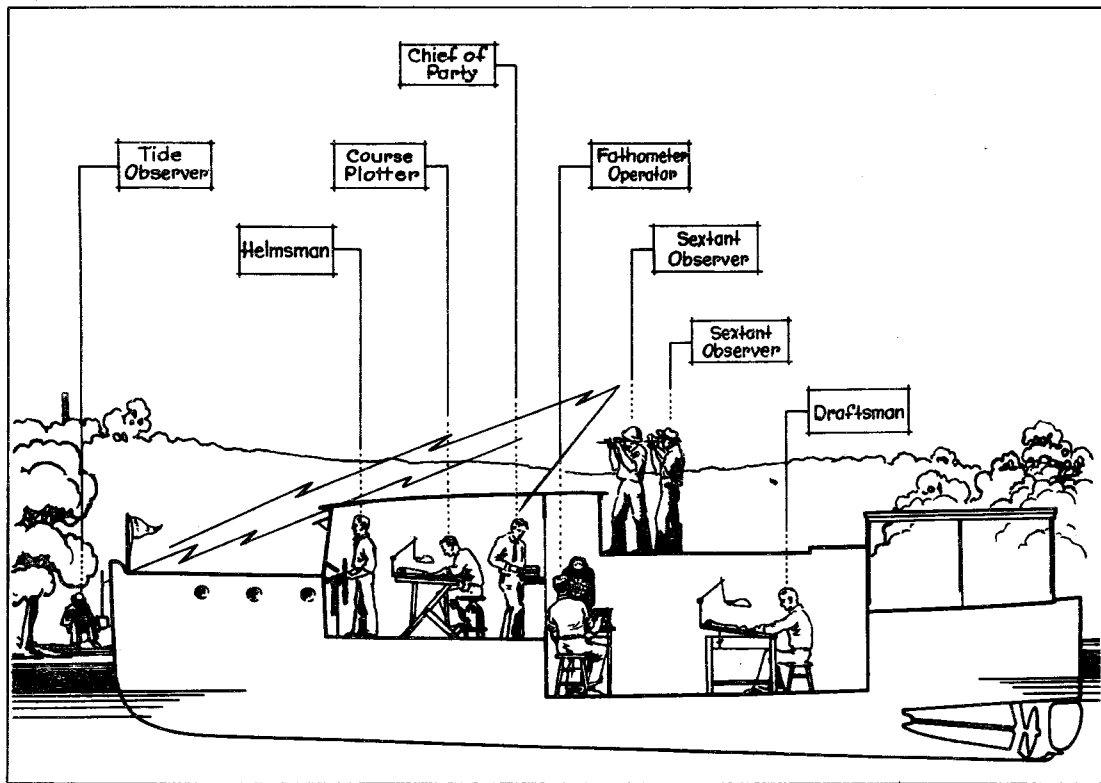 Chief of
Party
Tide
Observer
Course
Plotter
Fathometer
Operator
Helmsman
Sextant
Observer
Sextant
Observer
Draftsman